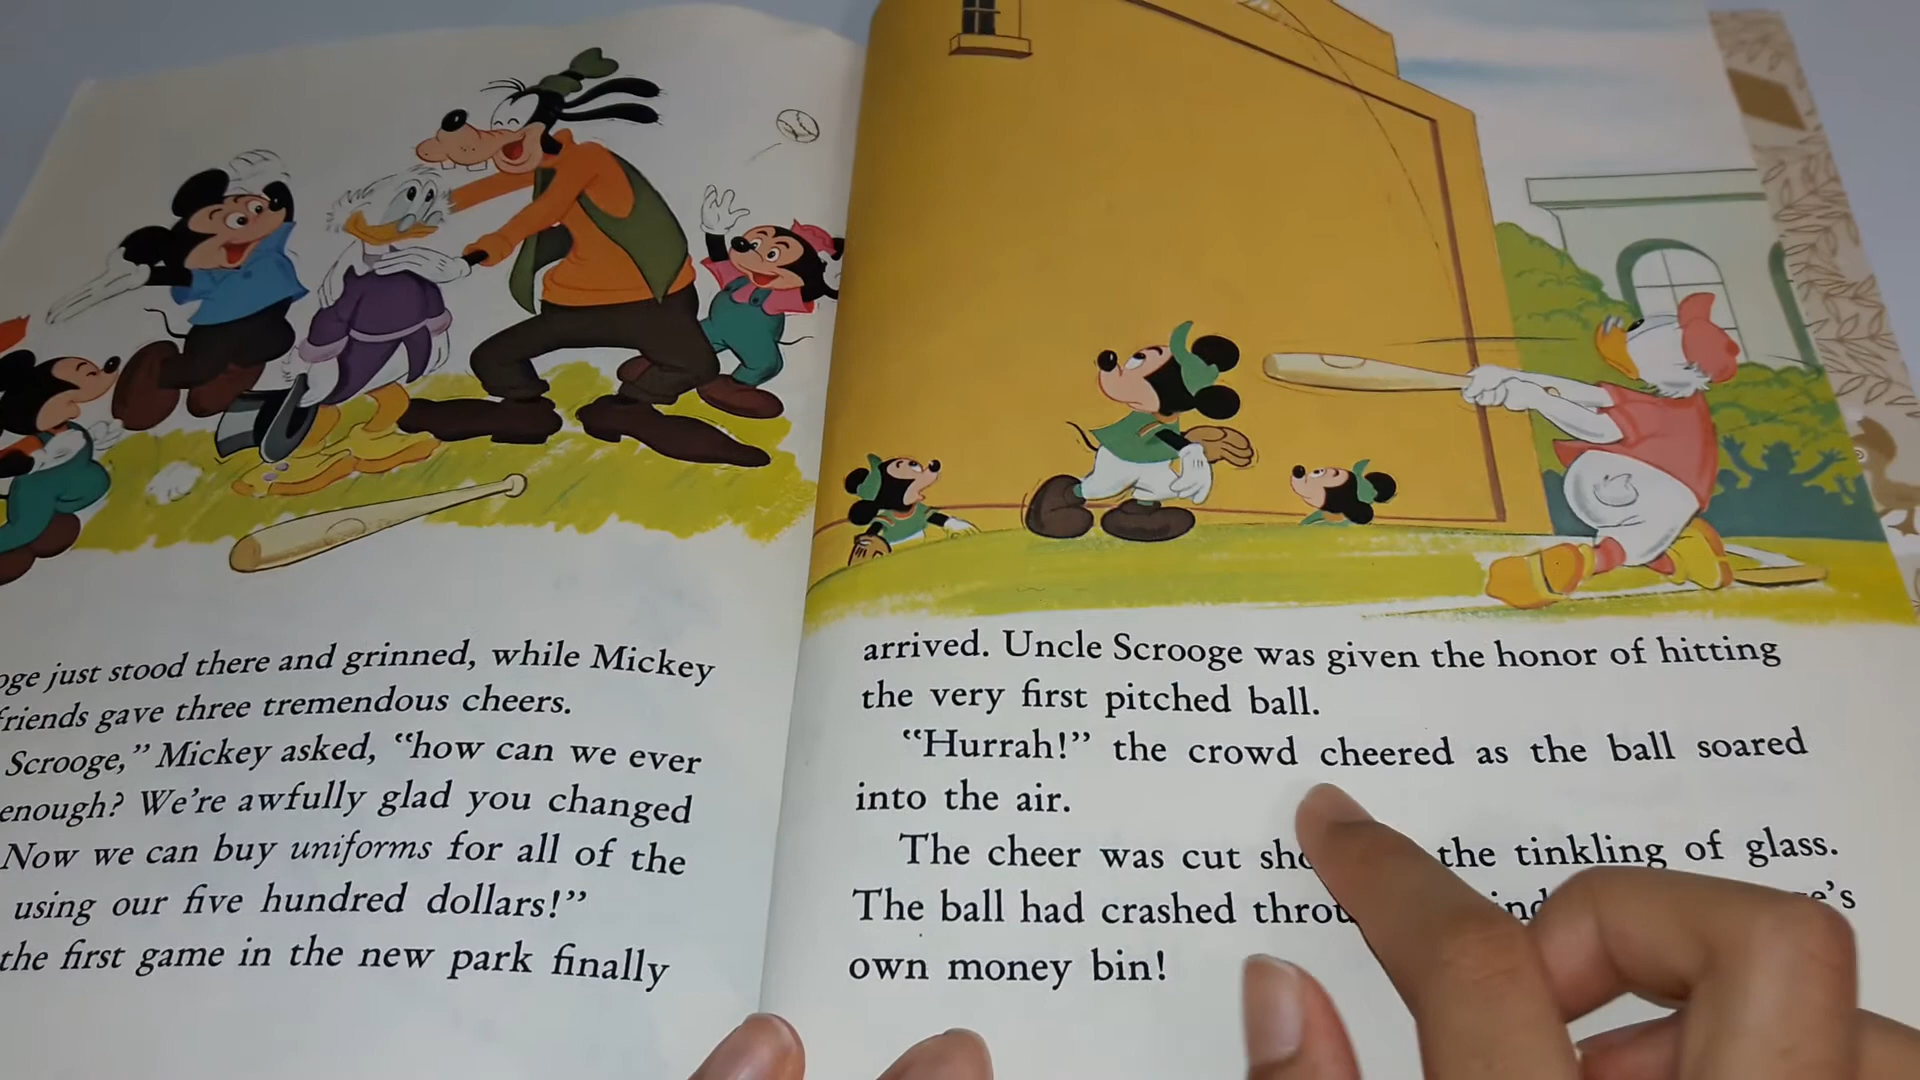 just stood there and grinned, while Mickey
friends gave three tremendous cheers.
Scrooge,” Mickey asked, “how can we ever
enough? We’re awfully glad you changed
Now we can buy uniforms for all of the
using our five hundred dollars!”
the first game in the new park finally
arrived. Uncle Scrooge was given the honor of hitting
the very first pitched ball.
“Hurrah!” the crowd cheered as the ball soared
into the air.
The cheer was cut the tinkling of glass.
The ball had crashed
own money bin!